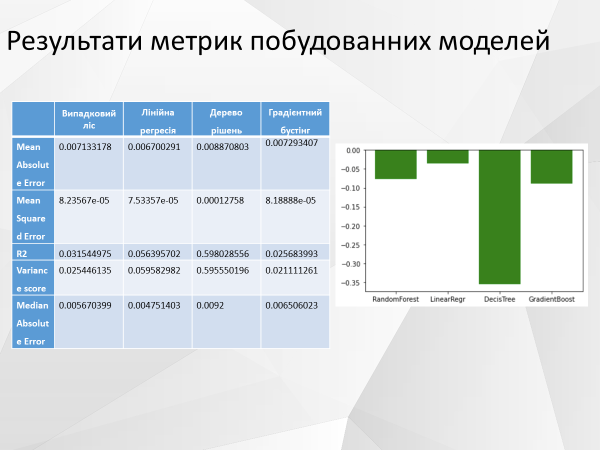 Результати метрик побудованних моделей
Випадковий ліс Лінійна регресія Дерево рішень Градієнтний бустінг
Mean Absolut e Error 0.007133178 0.006700291 0.008870803 0.007293407
Mean Square d Error 8.23567e-05 7.53357e-05 0.00012758 8.18888e-05
R2 0.031544975 0.056395702 0.598028556 0.025683993
Varianc e score 0.025446135 0.059582982 0.595550196 0.021111261
Median Absolut e Error 0.005670399 0.004751403 0.0092 0.006506023
0.00
−0.05
−0.10
−0.15
−0.20
−0.25
−0.30
−0.35
RandomForest LinearRegr DecisTree GradientBoost